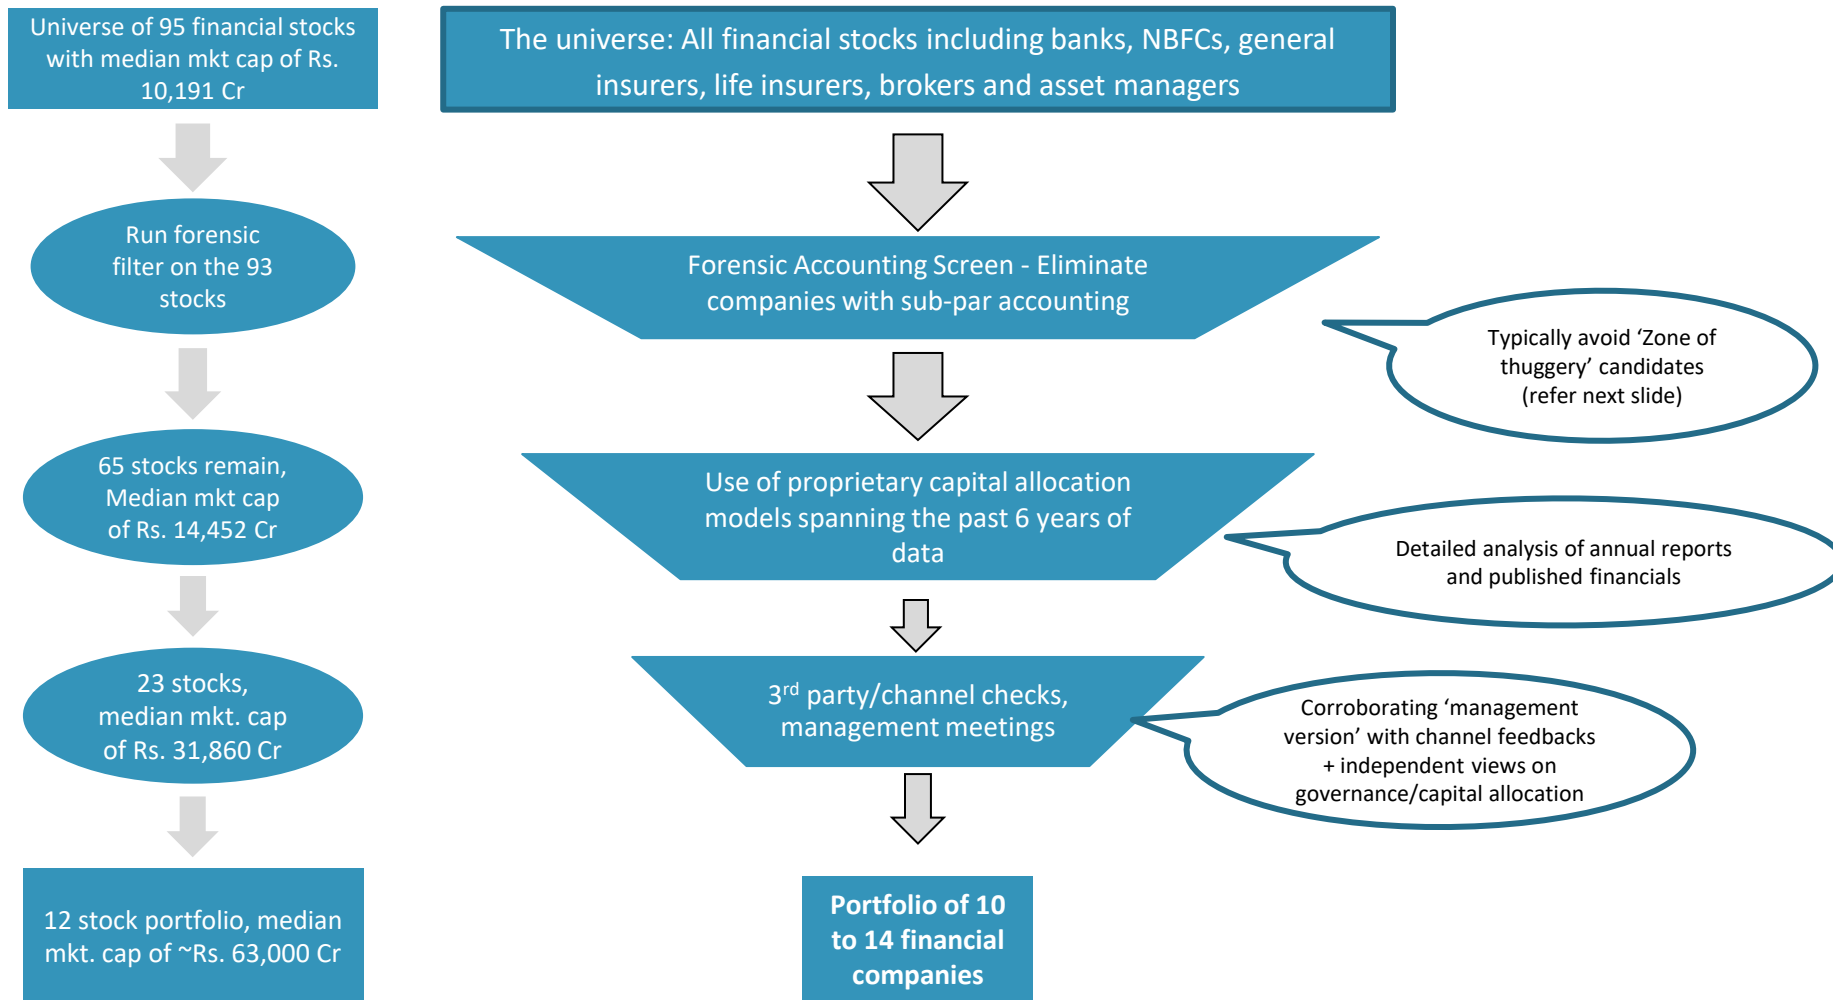 Universe of 95 financial stocks
with median mkt cap of Rs.
10,191 Cr
Run forensic
filter on the 93
stocks
65 stocks remain,
Median mkt cap
of Rs. 14,452 Cr
23 stocks,
median mkt. cap
of Rs. 31,860 Cr
12 stock portfolio, median
mkt. cap of ~Rs. 63,000 Cr
The universe: All financial stocks including banks, NBFCs, general
insurers, life insurers, brokers and asset managers
Forensic Accounting Screen - Eliminate
companies with sub-par accounting
Typically avoid ‘Zone of
thuggery’ candidates
(refer next slide)
Use of proprietary capital allocation
models spanning the past 6 years of
data
Detailed analysis of annual reports
and published financials
3rd party/channel checks,
management meetings
Corroborating ‘management
version’ with channel feedbacks
+ independent views on
governance/capital allocation
Portfolio of 10
to 14 financial
companies